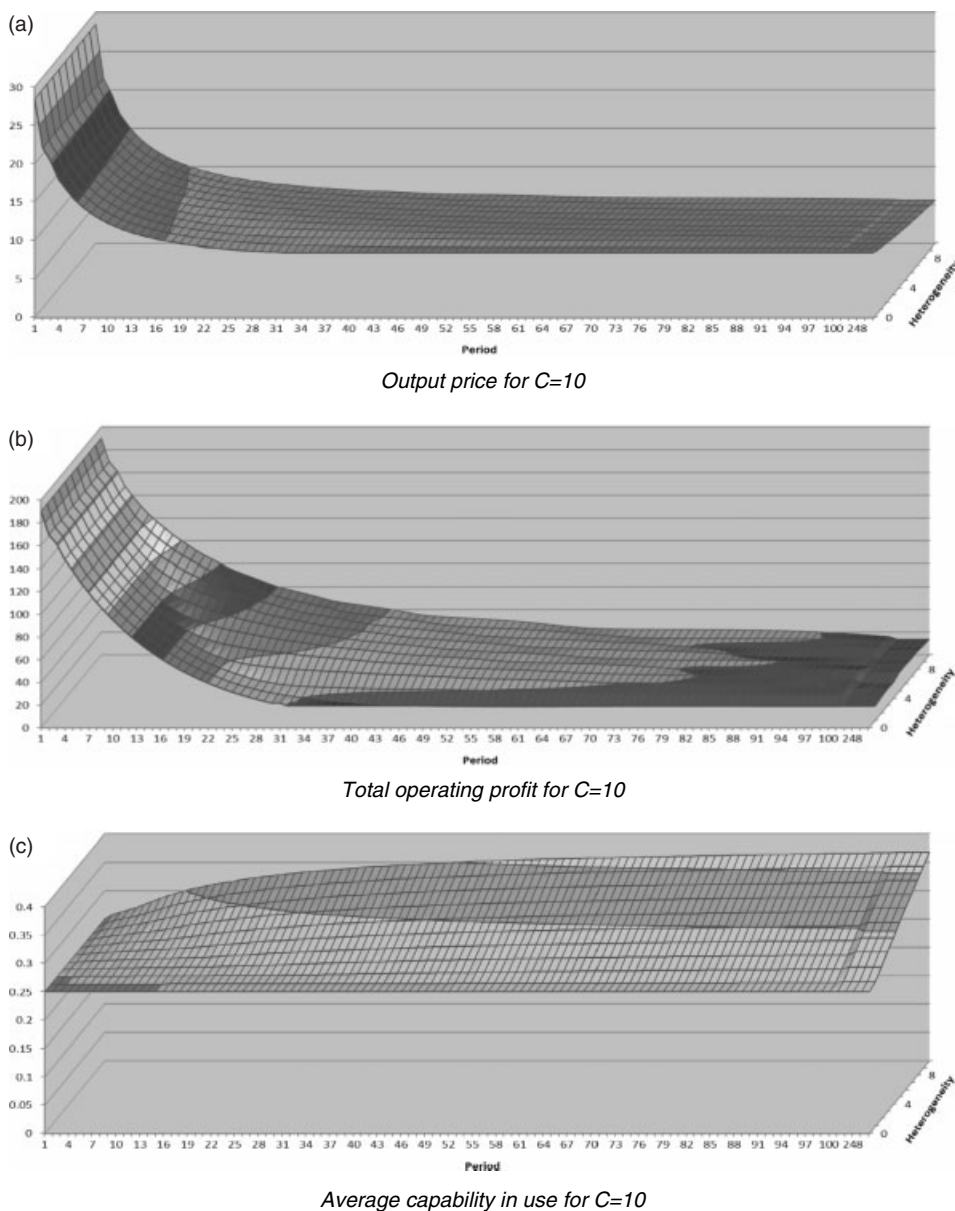 (a)
30
25
20
15
10
5
0
1 4 7 10 13 16 19 22 25 28 31 34 37 40 43 46 49 52 55 58 61 64 67 70 73 76 79 82 85 88 91 94 97 100 248
0 4 8
Heterogeneity
Period
Output price for C=10
(b)
200
180
160
140
120
100
80
60
40
20
0
1 4 7 10 13 16 19 22 25 28 31 34 37 40 43 46 49 52 55 58 61 64 67 70 73 76 79 82 85 88 91 94 97 100 248
0 4 8
Heterogeneity
Period
Total operating profit for C=10
(c)
0.4
0.35
0.3
0.25
0.2
0.15
0.1
0.05
0
1 4 7 10 13 16 19 22 25 28 31 34 37 40 43 46 49 52 55 58 61 64 67 70 73 76 79 82 85 88 91 94 97 100 248
0 4 8
Heterogeneity
Period
Average capability in use for C=10